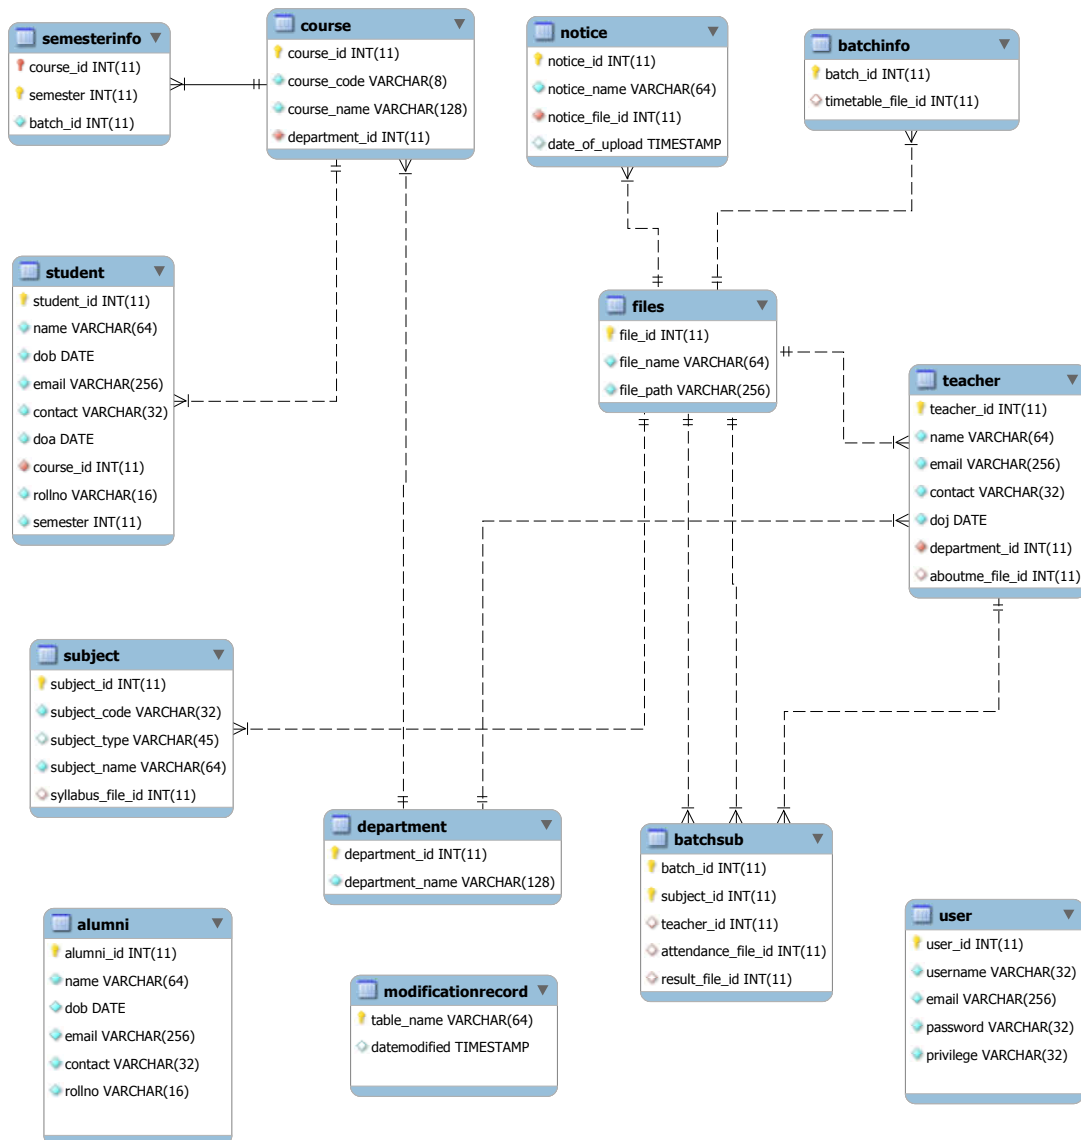 semesterinfo
course_id INT(11)
semester INT(11)
batch_id INT(11)
course
course_id INT(11)
course_code VARCHAR(8)
course_name VARCHAR(128)
department_id INT(11)
notice
notice_id INT(11)
notice_name VARCHAR(64)
notice_file_id INT(11)
date_of_upload TIMESTAMP
batchinfo
batch_id INT(11)
timetable_file_id INT(11)
student
student_id INT(11)
name VARCHAR(64)
dob DATE
email VARCHAR(256)
contact VARCHAR(32)
doa DATE
course_id INT(11)
rollno VARCHAR(16)
semester INT(11)
files
file_id INT(11)
file_name VARCHAR(64)
file_path VARCHAR(256)
teacher
teacher_id INT(11)
name VARCHAR(64)
email VARCHAR(256)
contact VARCHAR(32)
doj DATE
department_id INT(11)
aboutme_file_id INT(11)
subject
subject_id INT(11)
subject_code VARCHAR(32)
subject_type VARCHAR(45)
subject_name VARCHAR(64)
syllabus_file_id INT(11)
department
department_id INT(11)
department_name VARCHAR(128)
batchsub
batch_id INT(11)
subject_id INT(11)
teacher_id INT(11)
attendance_file_id INT(11)
result_file_id INT(11)
alumni
alumni_id INT(11)
name VARCHAR(64)
dob DATE
email VARCHAR(256)
contact VARCHAR(32)
rollno VARCHAR(16)
modificationrecord
table_name VARCHAR(64)
datemodified TIMESTAMP
user
user_id INT(11)
username VARCHAR(32)
email VARCHAR(256)
password VARCHAR(32)
privilege VARCHAR(32)